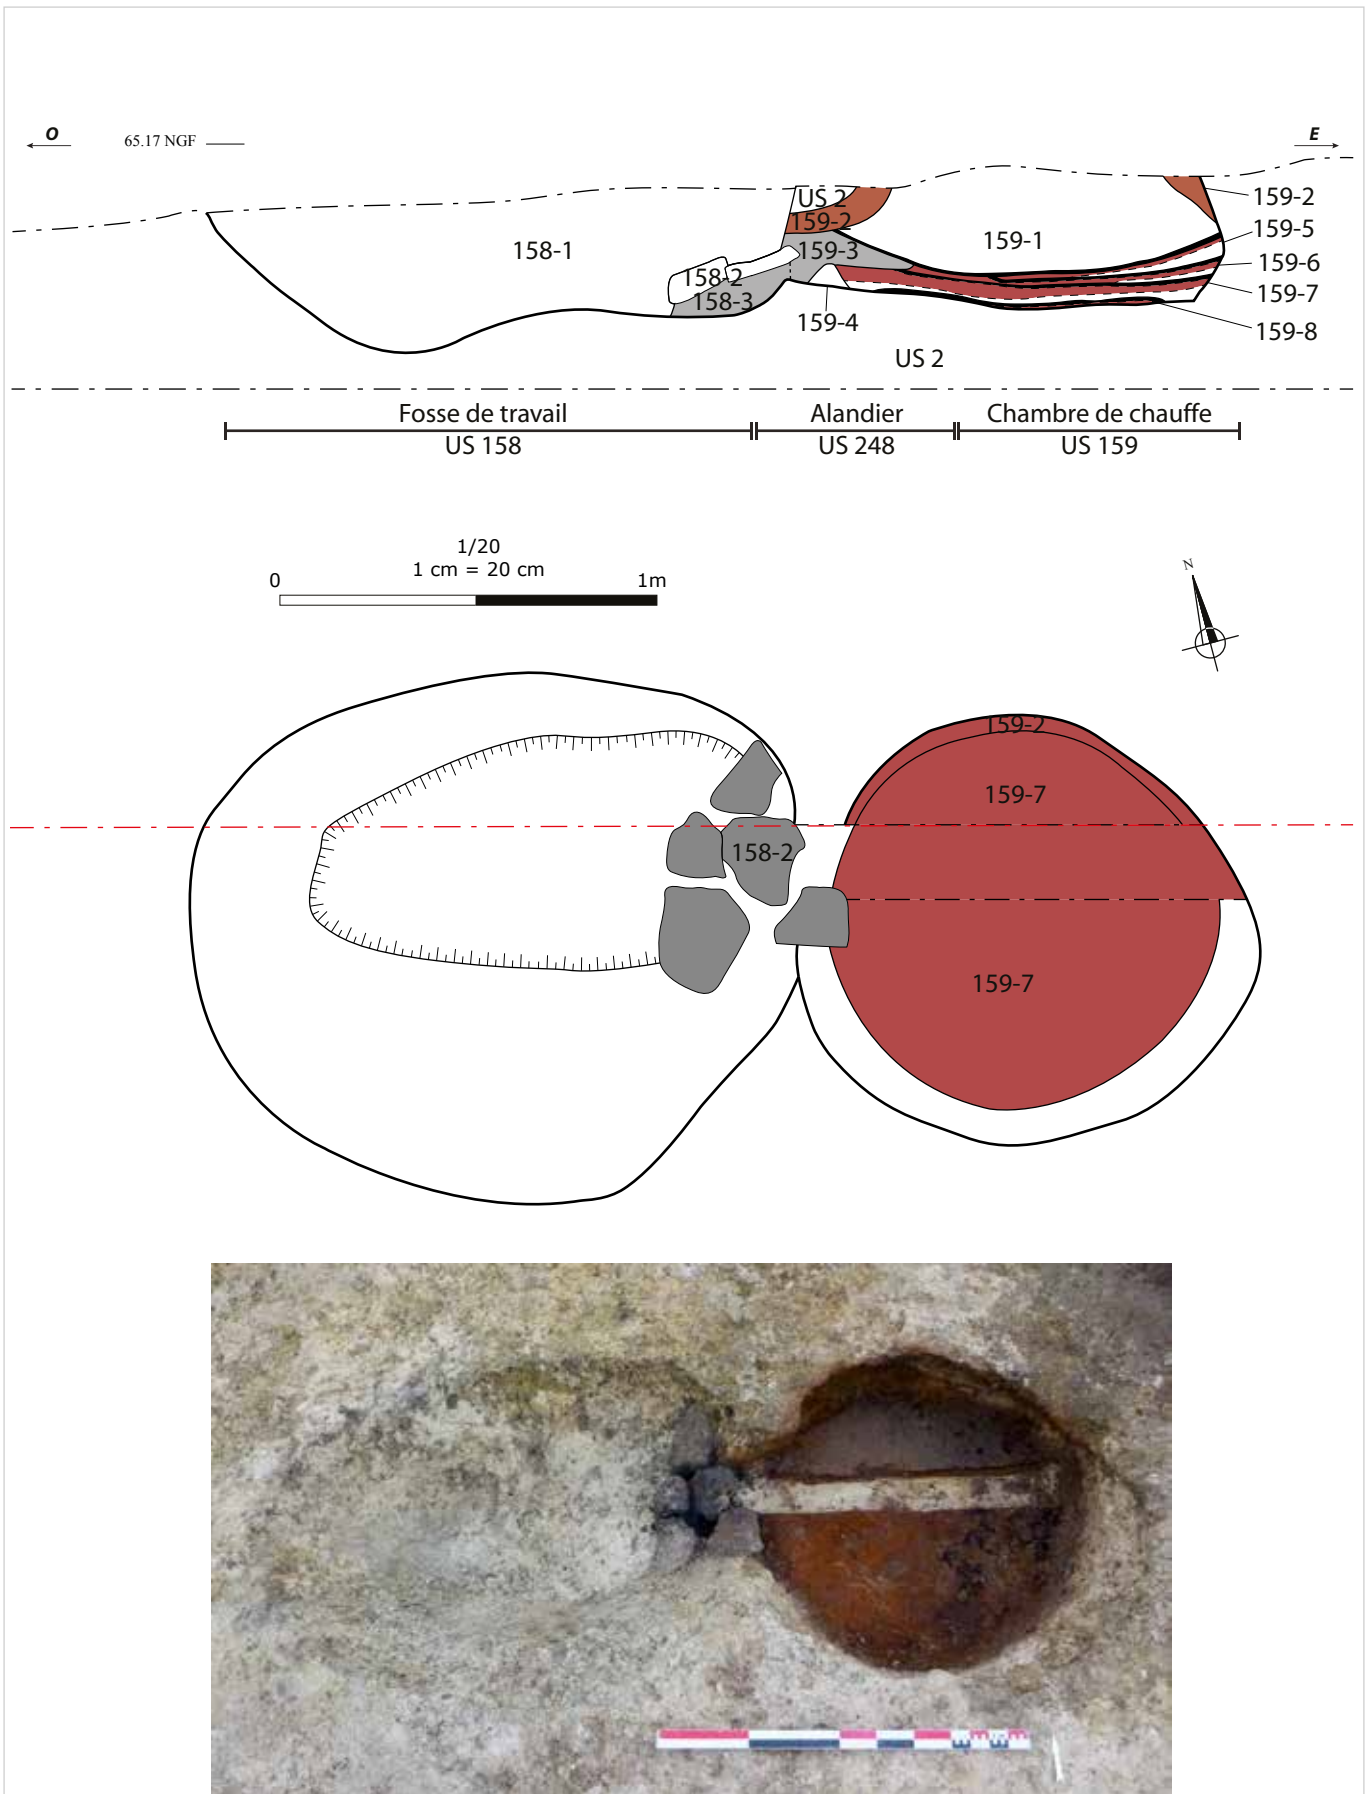 O
65.17 NGF
E
US 2
159-2
159-2
158-1
159-3
159-1
159-5
158-2
159-6
158-3
159-7
159-4
159-8
US 2
Fosse de travail
Alandier
Chambre de chauffe
US 158
US 248
US 159
1/20
1 cm = 20 cm
0
1m
N
159-2
159-7
158-2
159-7